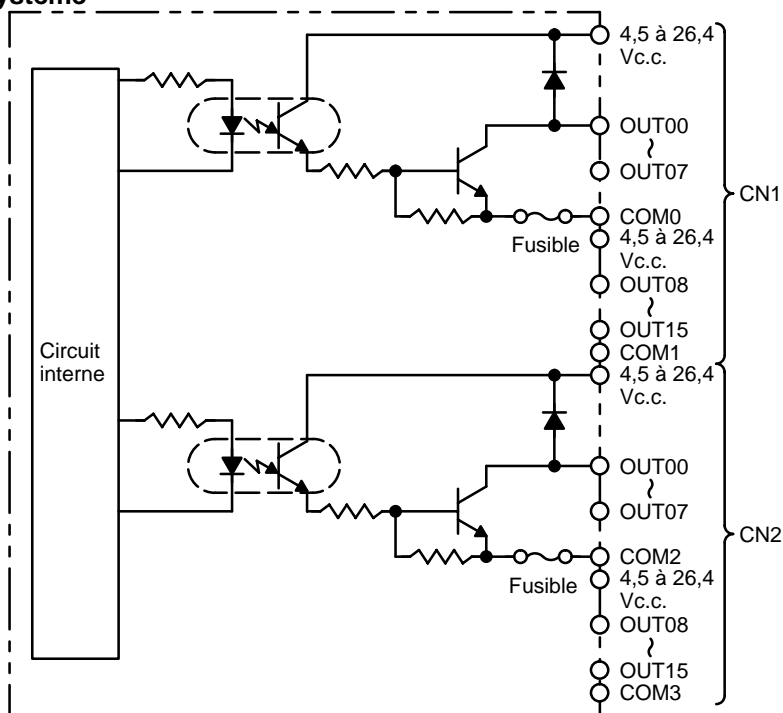 4,5 à 26,4
Vc.c.
OUT00
~
OUT07
CN1
COM0
Fusible
4,5 à 26,4
Vc.c.
OUT08
~
OUT15
Circuit
interne
COM1
4,5 à 26,4
Vc.c.
OUT00
~
OUT07
CN2
COM2
Fusible
4,5 à 26,4
Vc.c.
OUT08
~
OUT15
COM3